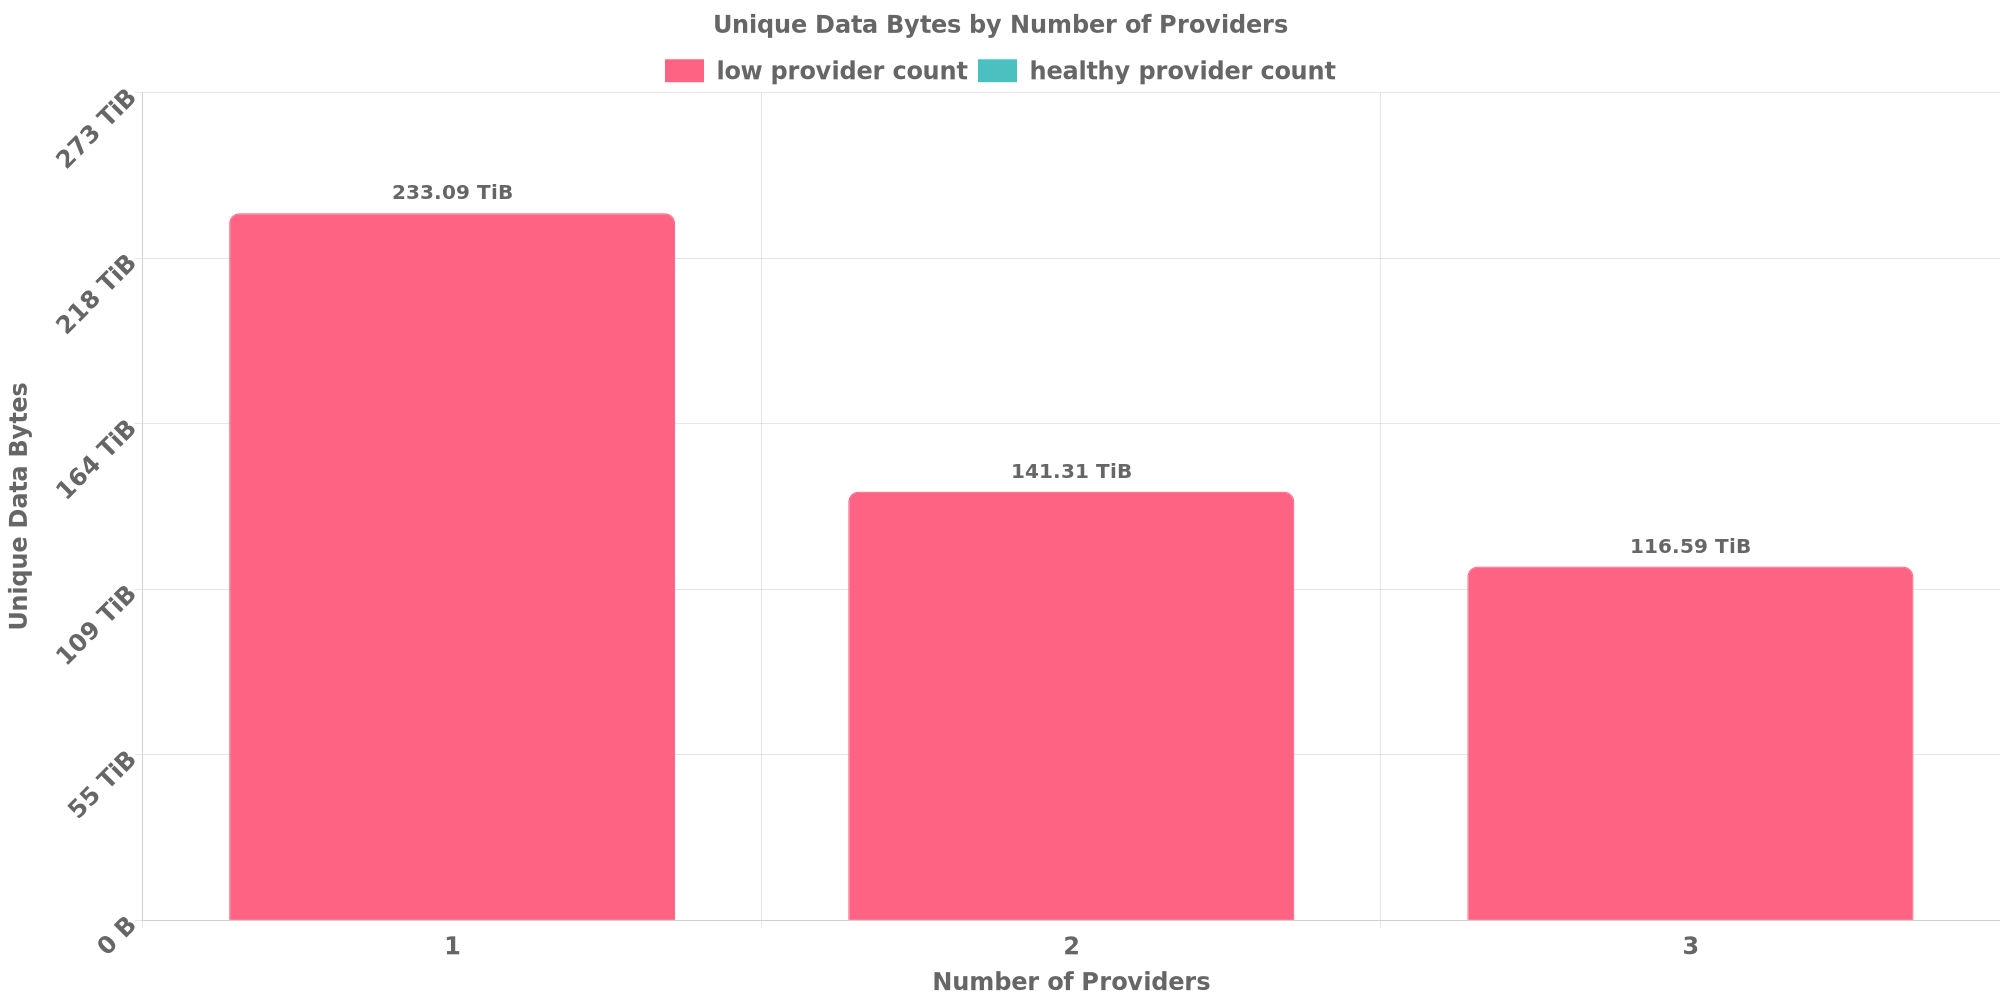 Unique Data Bytes by Number of Providers
low provider count healthy provider count
273 TiB
218 TiB
164 TiB
109 TiB
55 TiB
0 B
Unique Data Bytes
233.09 TiB
141.31 TiB
116.59 TiB
1 2 3
Number of Providers